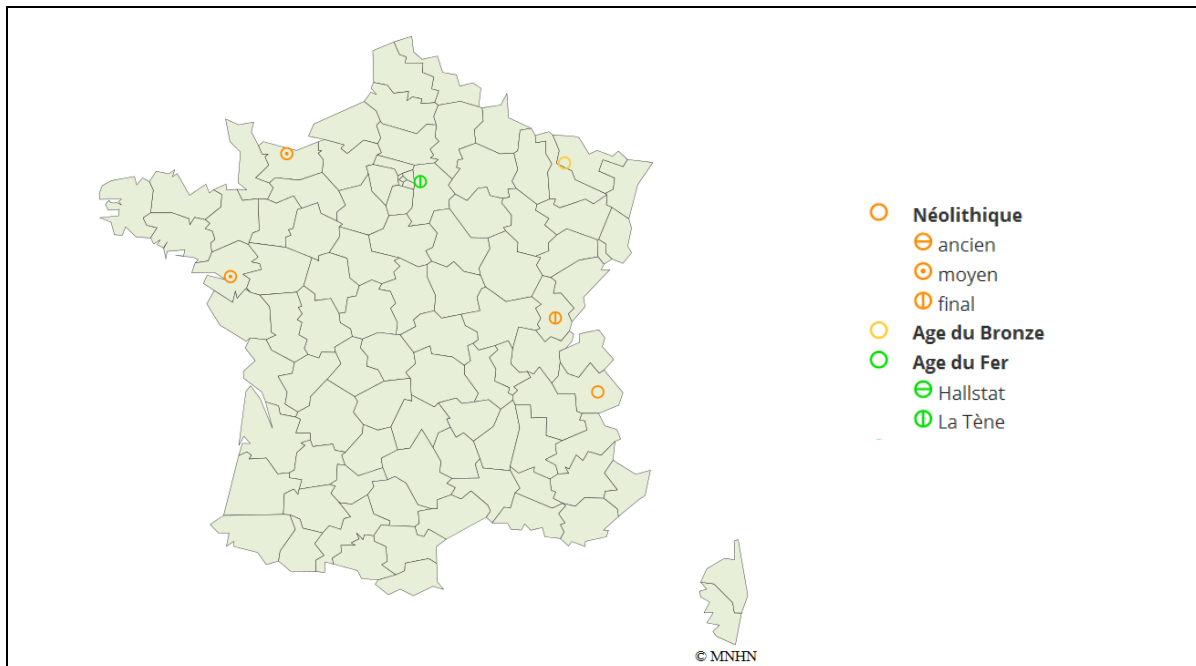 Néolithique
ancien
moyen
final
Age du Bronze
Age du Fer
Hallstat
La Tène
© MNHN